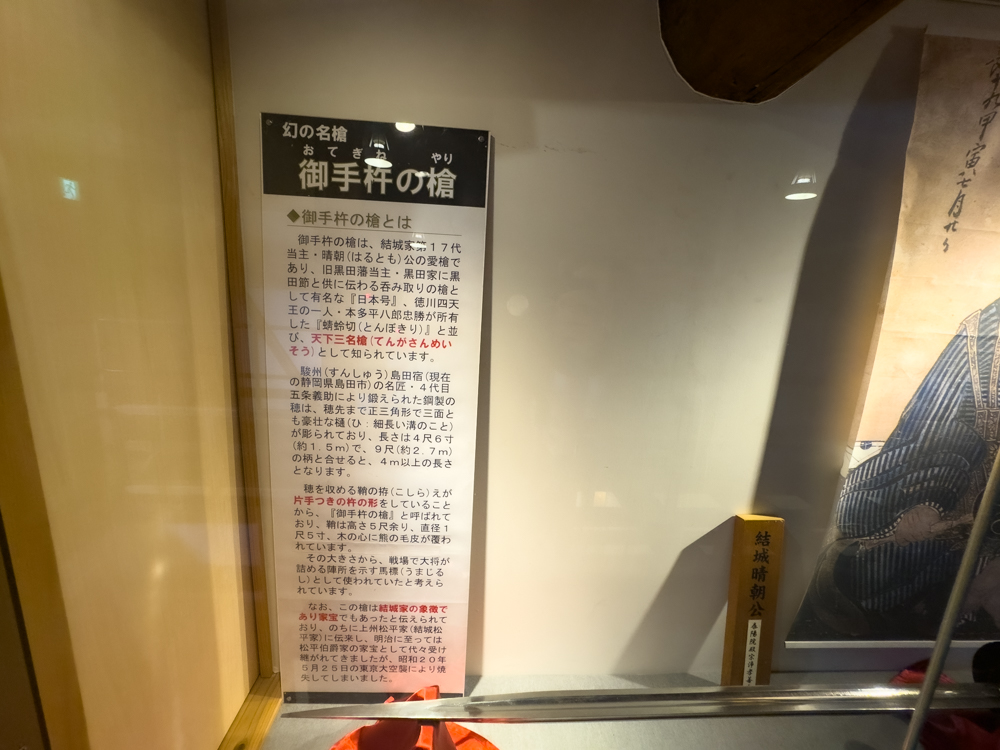 幻の名槍
おてぎね やり
御手杵の槍
◆御手杵の槍とは
御手杵の槍は、結城家第17代
当主・晴朝(はるとも)公の愛槍で
あり、旧黒田藩当主・黒田家に黒
田節と供に伝わる呑み取りの槍と
して有名な『日本号』、徳川四天
王の一人・本多平八郎忠勝が所有
した『蜻蛉切(とんぼきり)』と並
び、天下三名槍(てんがさんめい
そう)として知られています。
駿州(すんしゅう)島田宿(現在
の静岡県島田市)の名匠・4代目
五条義助により鍛えられた鋼製の
穂は、穂先まで正三角形で三面と
も豪壮な樋(ひ:細長い溝のこと)
が彫られており、長さは4尺6寸
(約1.5m)で、9尺(約2.7m)
の柄と合せると、4m以上の長さ
となります。
穂を収める鞘の拵(こしら)えが
片手つきの杵の形をしていること
から、『御手杵の槍』と呼ばれて
おり、鞘は高さ5尺余り、直径1
尺5寸、木の心に熊の毛皮が覆わ
れています。
その大きさから、戦場で大将が
詰める陣所を示す馬標(うまじる
し)として使われていたと考えら
れています。
なお、この槍は結城家の象徴で
あり家宝でもあったと伝えられて
おり、のちに上州松平家(結城松
平家)に伝来し、明治に至っては
松平伯爵家の家宝として代々受け
継がれてきましたが、昭和20年
5月25日の東京大空襲により焼
失してしまいました。
結城晴朝公
甲寅七月九日